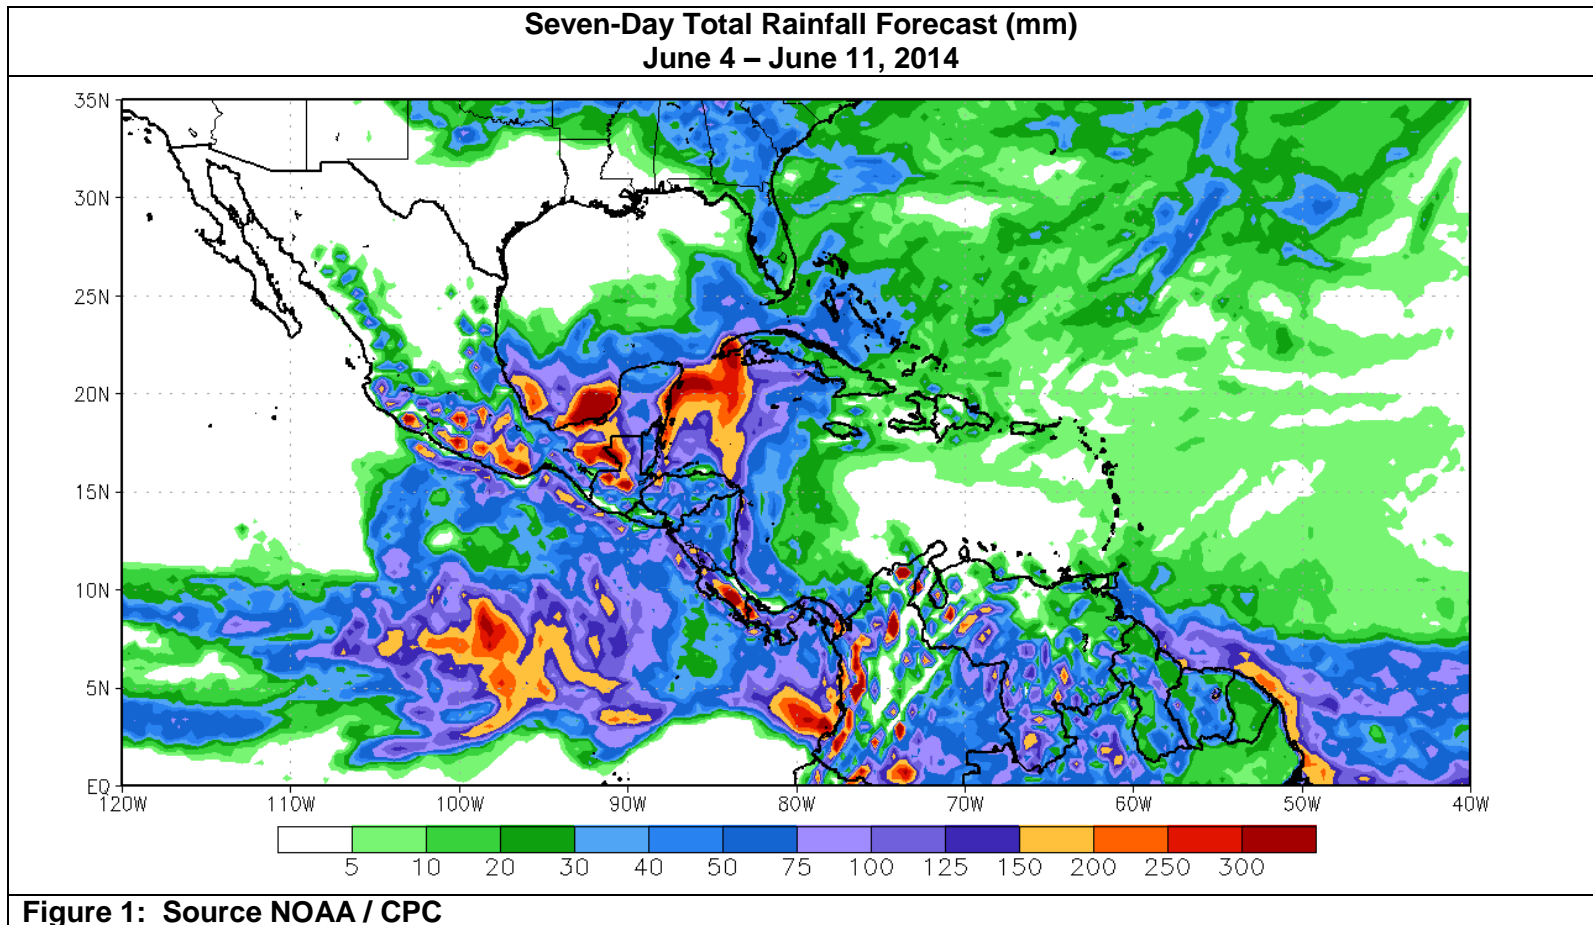 Seven-Day Total Rainfall Forecast (mm)
June 4 – June 11, 2014
35N
30N
25N
20N
15N
10N
5N
EQ
120W 110W 100W 90W 80W 70W 60W 50W 40W
5 10 20 30 40 50 75 100 125 150 200 250 300
Figure 1: Source NOAA / CPC